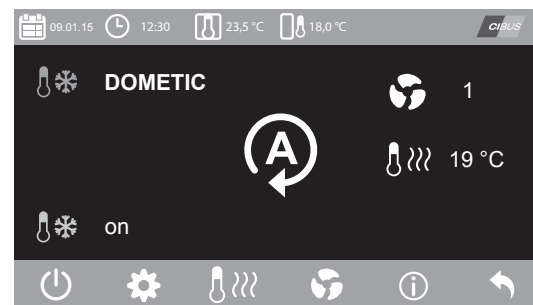 09.01.15 12:30 23,5 °C 18,0 °C CIBUS
DOMETIC 1
A
19 °C
on